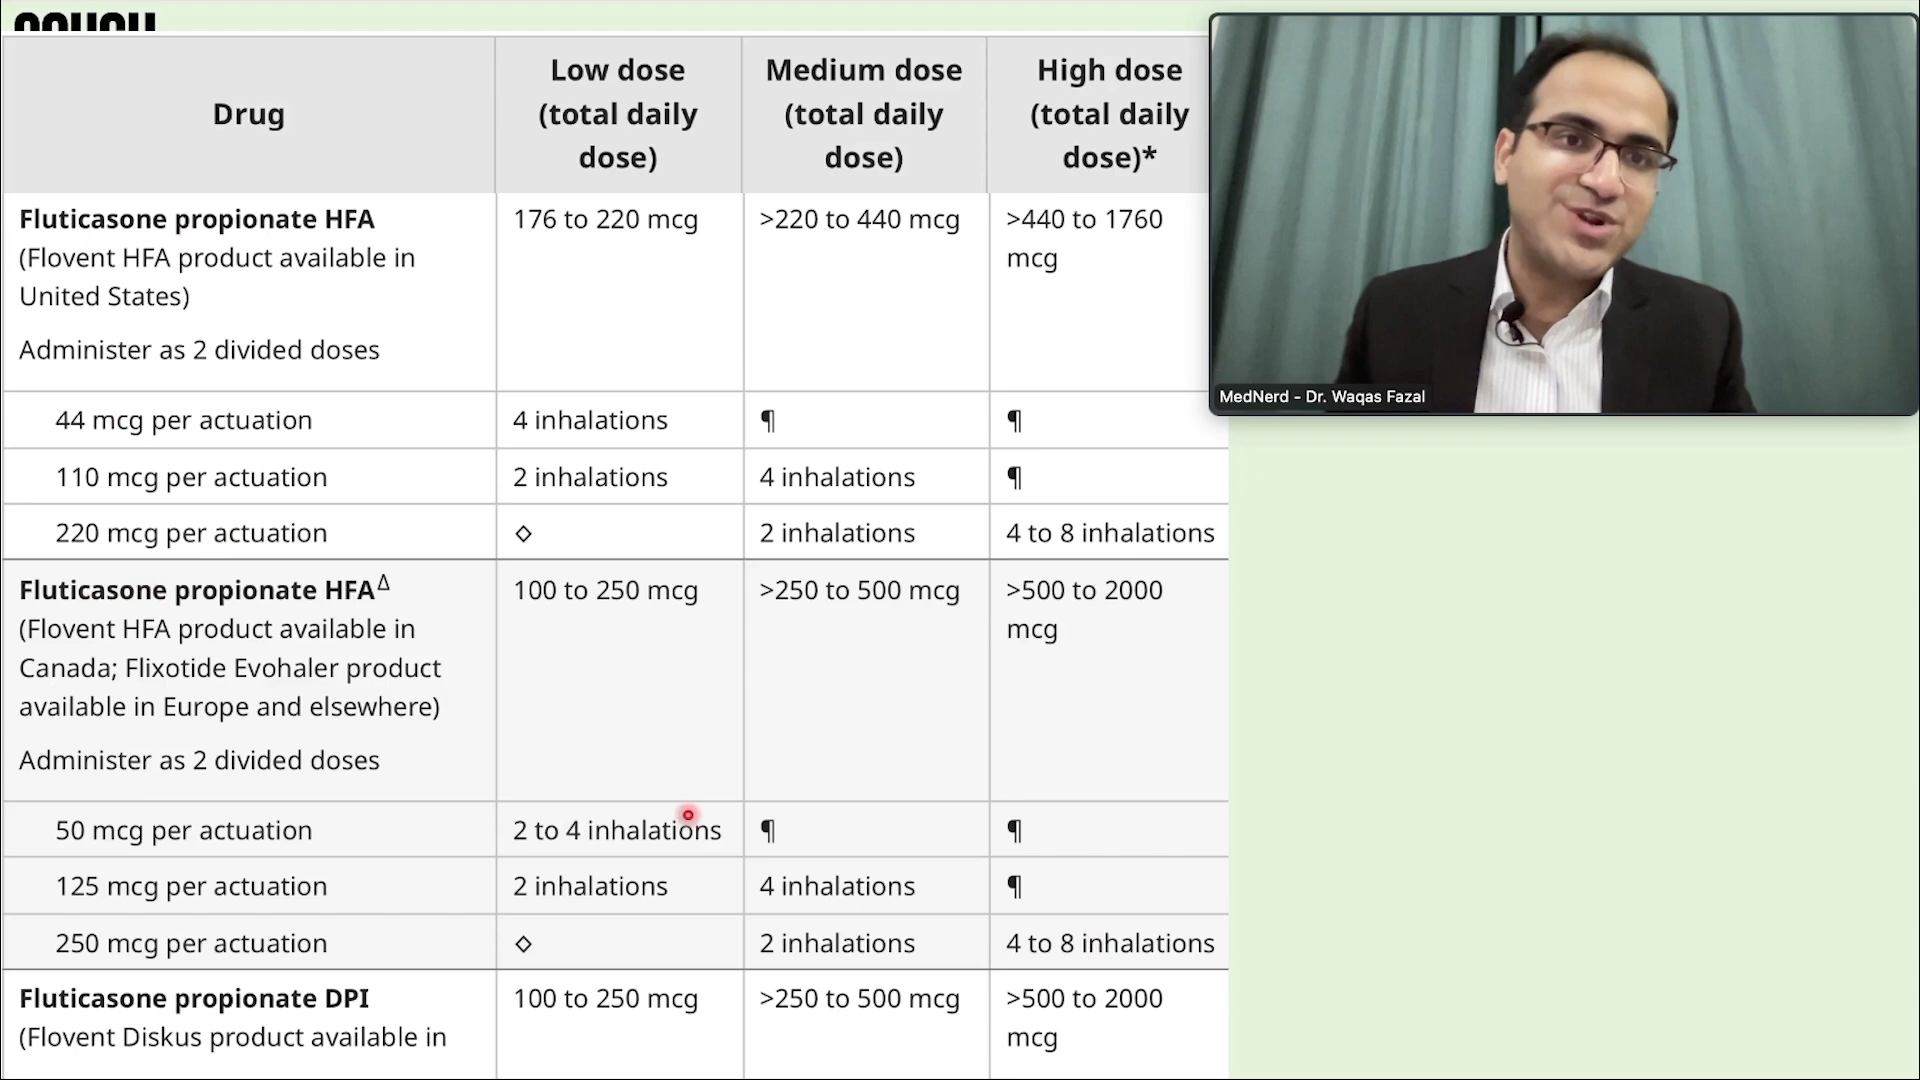 Drug
Low dose
(total daily
dose)
Medium dose
(total daily
dose)
High dose
(total daily
dose)*
Fluticasone propionate HFA
(Flovent HFA product available in
United States)
Administer as 2 divided doses
176 to 220 mcg
>220 to 440 mcg
>440 to 1760
mcg
44 mcg per actuation
4 inhalations
¶
¶
110 mcg per actuation
2 inhalations
4 inhalations
¶
220 mcg per actuation
◊
2 inhalations
4 to 8 inhalations
Fluticasone propionate HFAΔ
(Flovent HFA product available in
Canada; Flixotide Evohaler product
available in Europe and elsewhere)
Administer as 2 divided doses
100 to 250 mcg
>250 to 500 mcg
>500 to 2000
mcg
50 mcg per actuation
2 to 4 inhalations
¶
¶
125 mcg per actuation
2 inhalations
4 inhalations
¶
250 mcg per actuation
◊
2 inhalations
4 to 8 inhalations
Fluticasone propionate DPI
(Flovent Diskus product available in
100 to 250 mcg
>250 to 500 mcg
>500 to 2000
mcg
MedNerd - Dr. Waqas Fazal